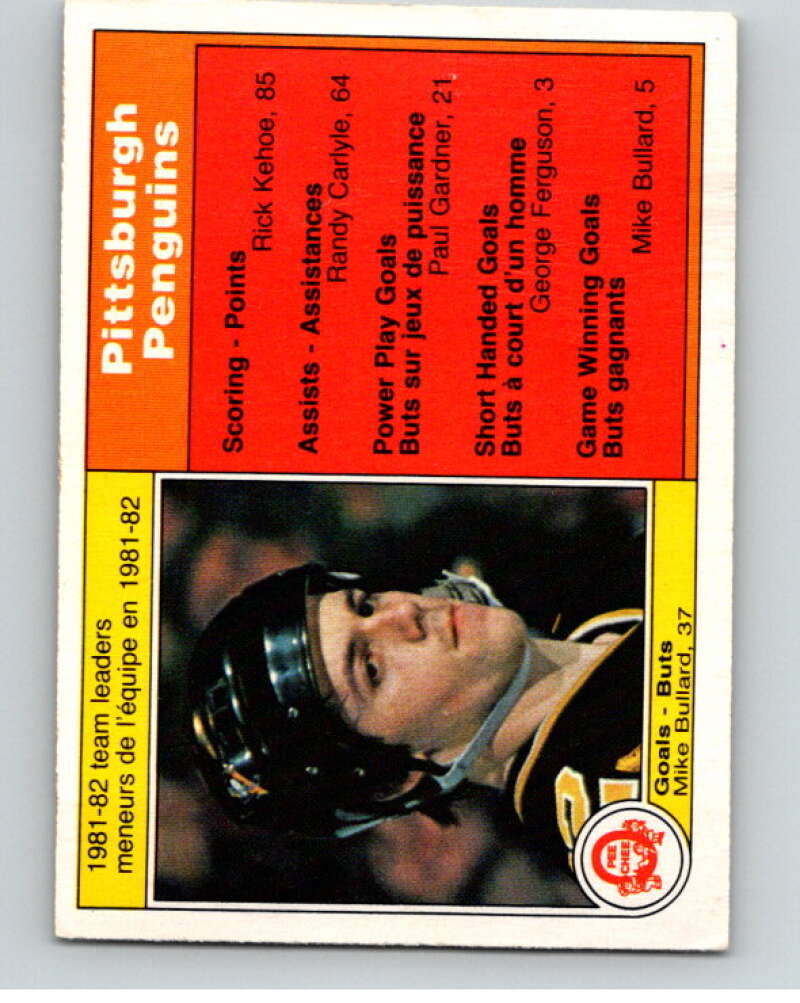 1981-82 team leaders
meneurs de l'équipe en 1981-82
Goals - Buts
Mike Bullard, 37
O
PEE
CHEE
Pittsburgh
Penguins
Scoring - Points
Rick Kehoe, 85
Assists - Assistances
Randy Carlyle, 64
Power Play Goals
Buts sur jeux de puissance
Paul Gardner, 21
Short Handed Goals
Buts à court d'un homme
George Ferguson, 3
Game Winning Goals
Buts gagnants
Mike Bullard, 5